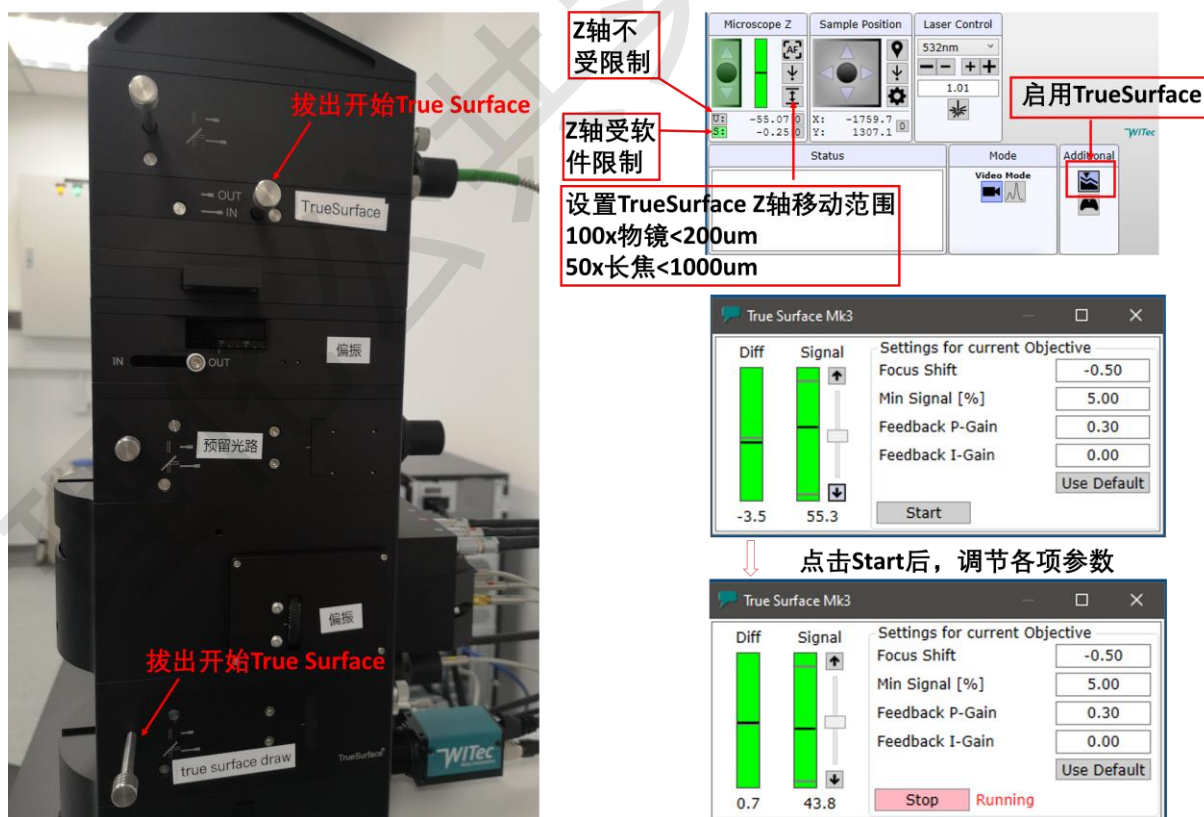 拔出开始True Surface
OUT
IN
TrueSurface
IN
OUT
偏振
预留光路
偏振
拔出开始True Surface
true surface draw
TrueSurface
WITec
Z轴不
受限制
Z轴受软
件限制
Microscope Z
Sample Position
Laser Control
AF
532nm
1.01
U: -55.07 0
S: -0.25 0
X: -1759.7
Y: 1307.1
0
启用TrueSurface
WITec
Status
Mode
Additional
Video Mode
设置TrueSurface Z轴移动范围
100x物镜<200um
50x长焦<1000um
True Surface Mk3
Diff
Signal
Settings for current Objective
Focus Shift -0.50
Min Signal [%] 5.00
Feedback P-Gain 0.30
Feedback I-Gain 0.00
Use Default
-3.5
55.3
Start
点击Start后，调节各项参数
True Surface Mk3
Diff
Signal
Settings for current Objective
Focus Shift -0.50
Min Signal [%] 5.00
Feedback P-Gain 0.30
Feedback I-Gain 0.00
Use Default
0.7
43.8
Stop
Running